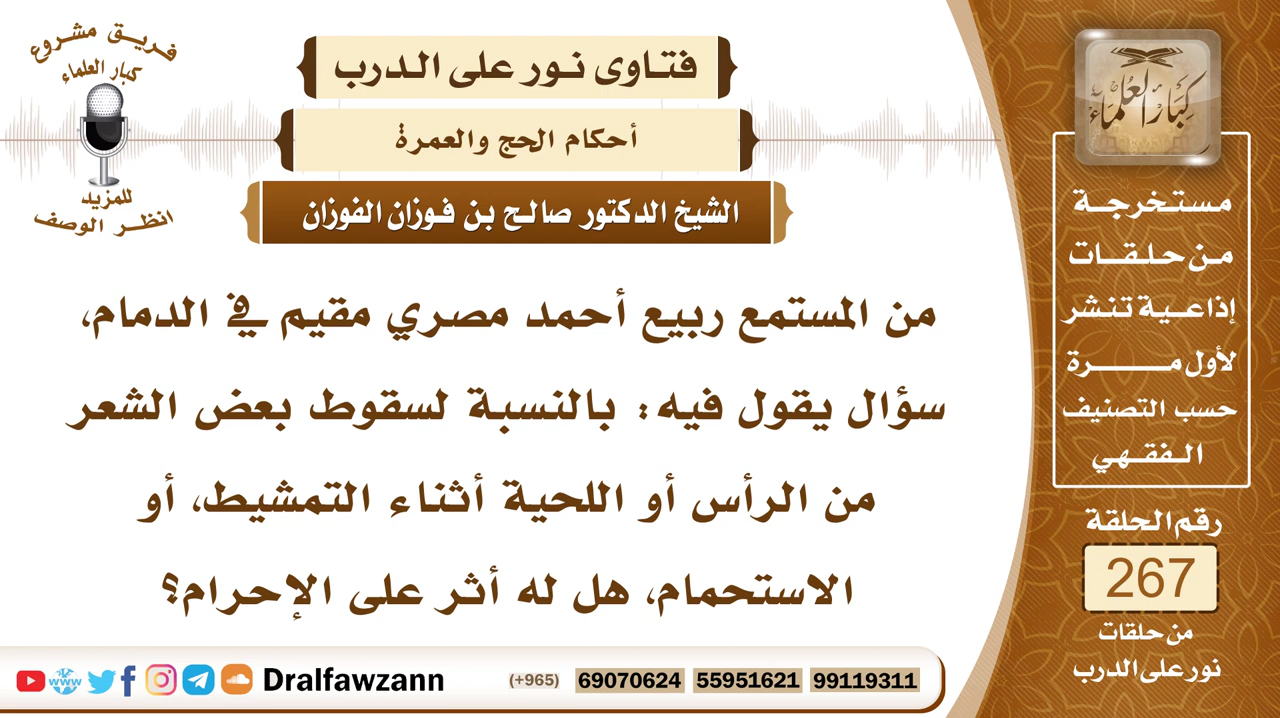 فريق مشروع
كبار العلماء
للمزيد
انظر الوصف
فتاوى نور على الدرب
أحكام الحج والعمرة
الشيخ الدكتور صالح بن فوزان الفوزان
من المستمع ربيع أحمد مصري مقيم في الدمام،
سؤال يقول فيه: بالنسبة لسقوط بعض الشعر
من الرأس أو اللحية أثناء التمشيط، أو
الاستحمام، هل له أثر على الإحرام؟
كبار العلماء
مستخرجة
من حلقات
إذاعية تنشر
لأول مرة
حسب التصنيف
الفقهي
رقم الحلقة
267
من حلقات
نور على الدرب
www Dralfawzann (+965) 69070624 55951621 99119311